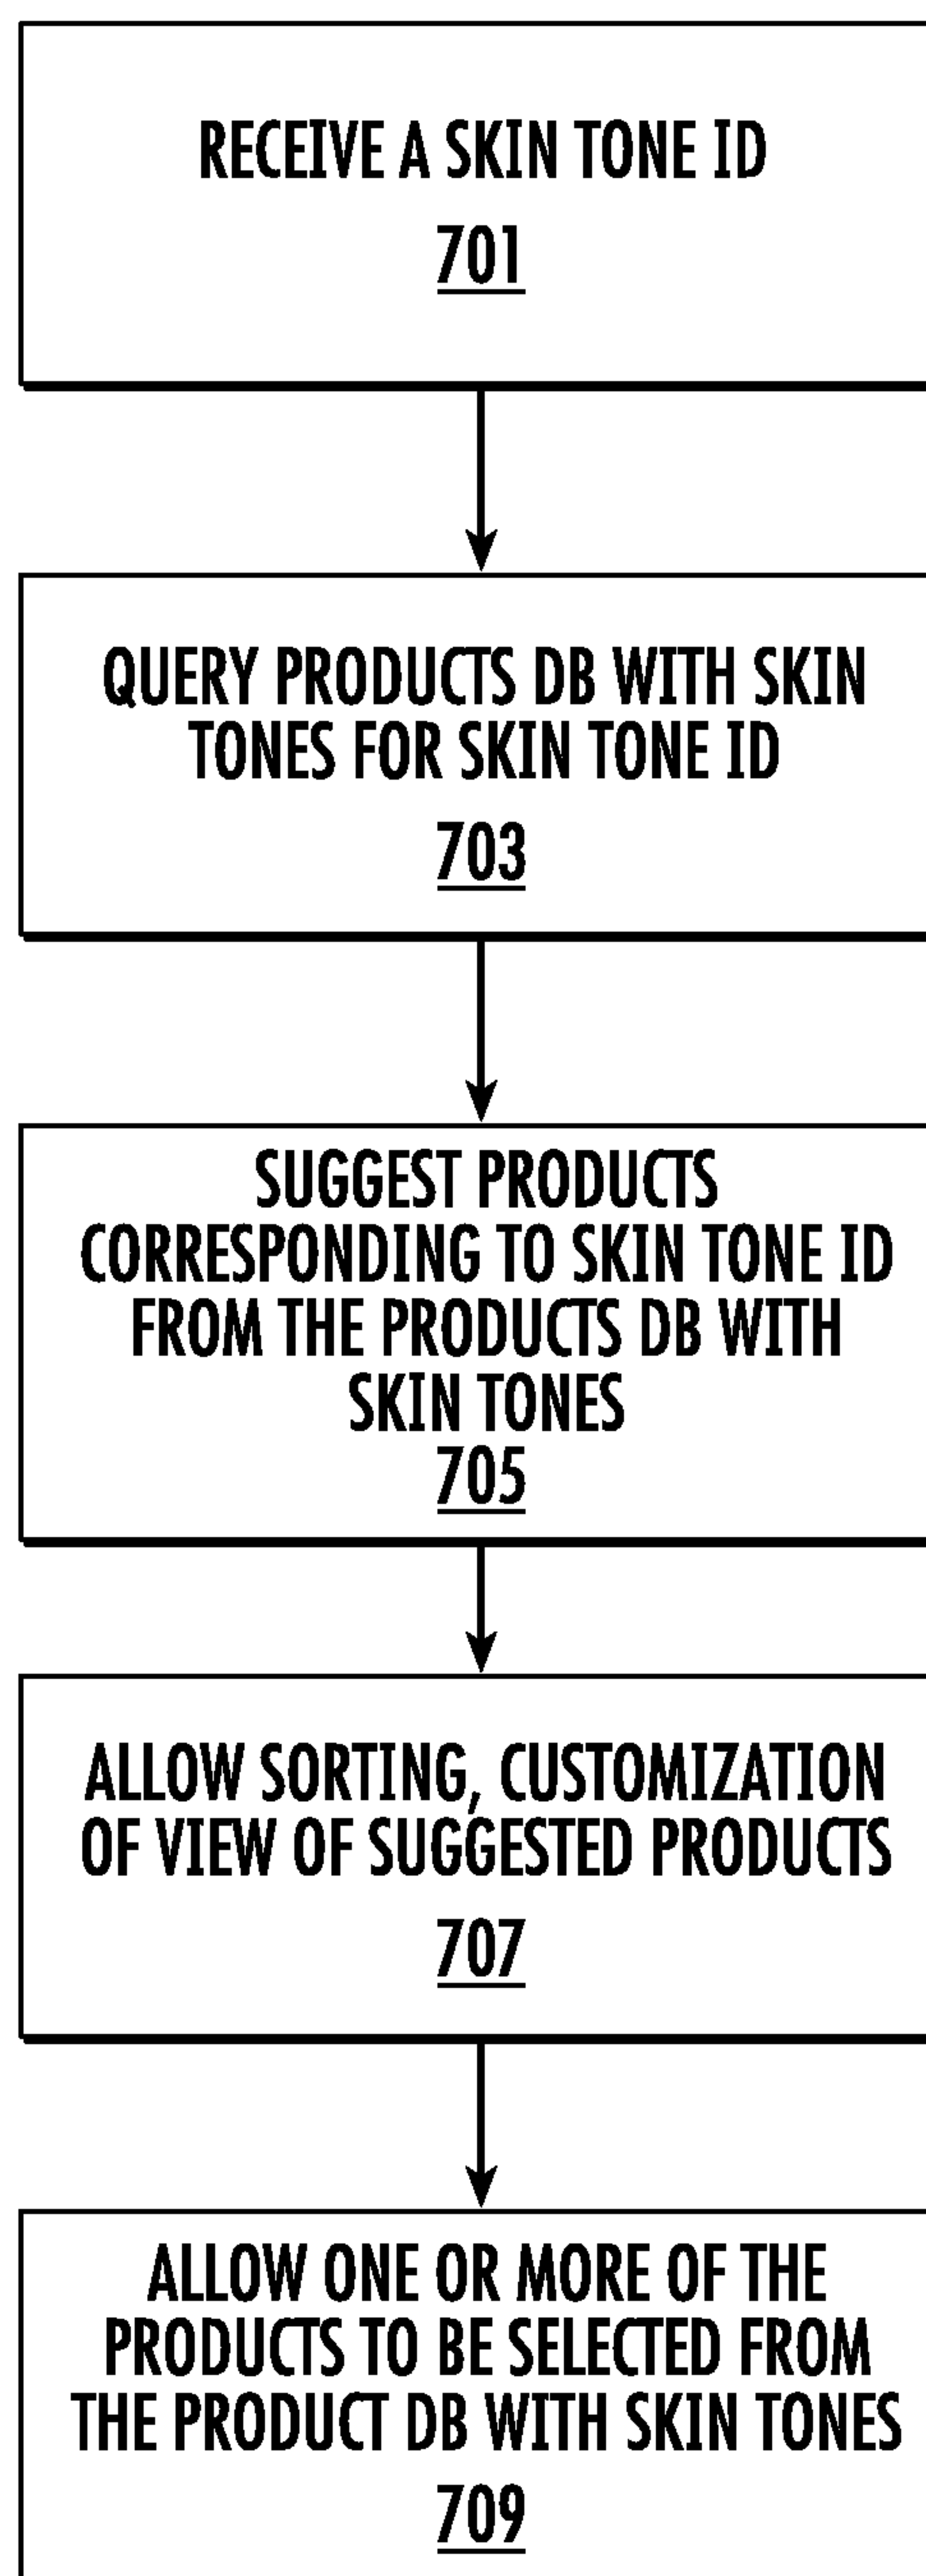 RECEIVE A SKIN TONE ID
701
QUERY PRODUCTS DB WITH SKIN
TONES FOR SKIN TONE ID
703
SUGGEST PRODUCTS
CORRESPONDING TO SKIN TONE ID
FROM THE PRODUCTS DB WITH
SKIN TONES
705
ALLOW SORTING, CUSTOMIZATION
OF VIEW OF SUGGESTED PRODUCTS
707
ALLOW ONE OR MORE OF THE
PRODUCTS TO BE SELECTED FROM
THE PRODUCT DB WITH SKIN TONES
709